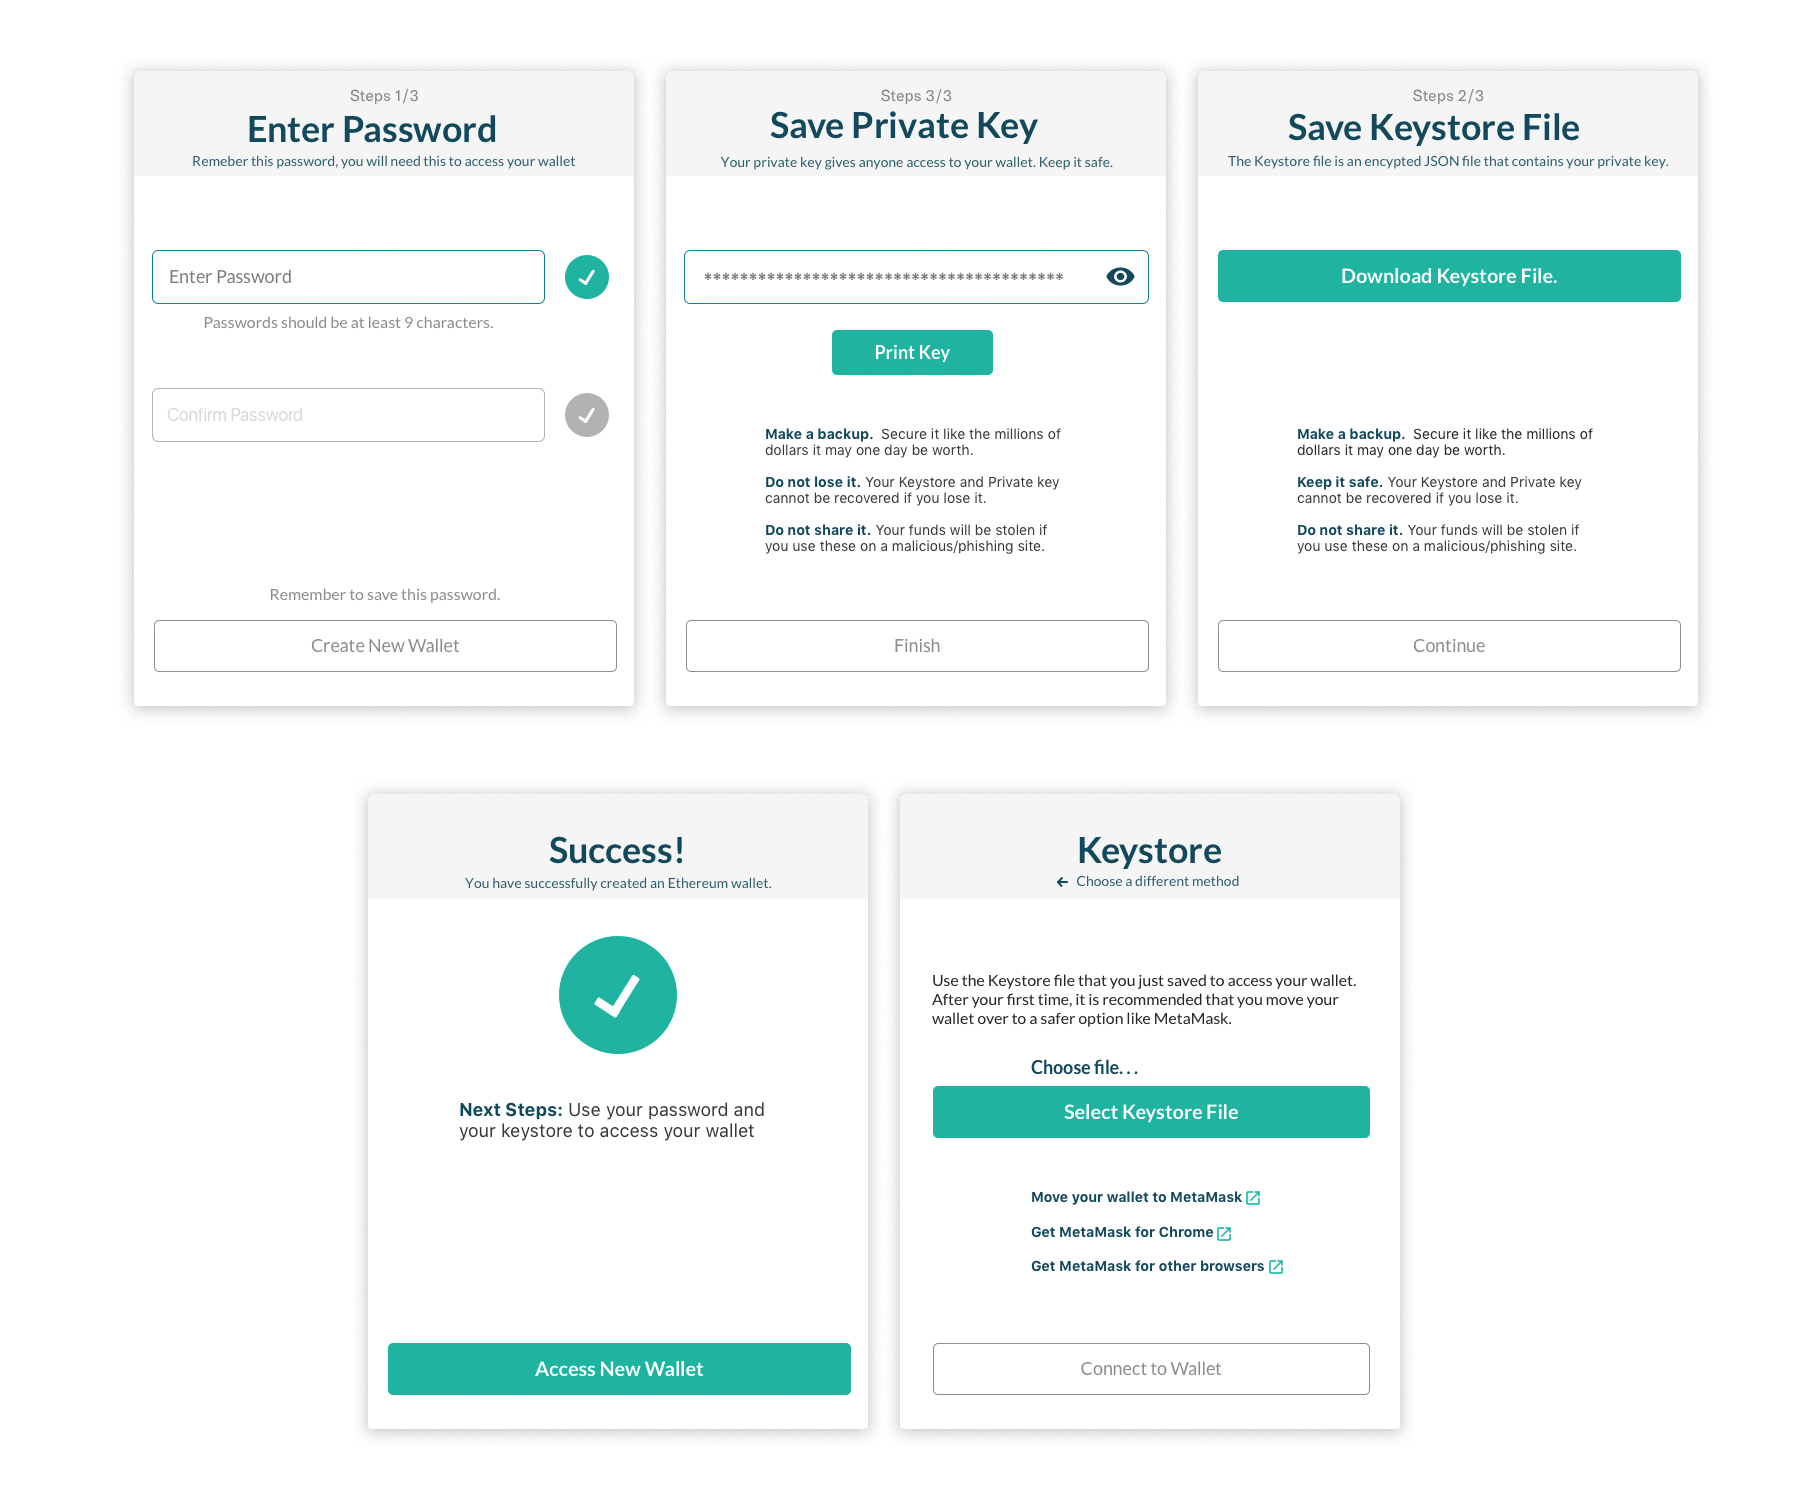 Steps 1/3
Enter Password
Remeber this password, you will need this to access your wallet
Enter Password
Passwords should be at least 9 characters.
Confirm Password
Remember to save this password.
Create New Wallet
Steps 3/3
Save Private Key
Your private key gives anyone access to your wallet. Keep it safe.
****************************************
Print Key
Make a backup. Secure it like the millions of
dollars it may one day be worth.
Do not lose it. Your Keystore and Private key
cannot be recovered if you lose it.
Do not share it. Your funds will be stolen if
you use these on a malicious/phishing site.
Finish
Steps 2/3
Save Keystore File
The Keystore file is an encypted JSON file that contains your private key.
Download Keystore File.
Make a backup. Secure it like the millions of
dollars it may one day be worth.
Keep it safe. Your Keystore and Private key
cannot be recovered if you lose it.
Do not share it. Your funds will be stolen if
you use these on a malicious/phishing site.
Continue
Success!
You have successfully created an Ethereum wallet.
Next Steps: Use your password and
your keystore to access your wallet
Access New Wallet
Keystore
← Choose a different method
Use the Keystore file that you just saved to access your wallet.
After your first time, it is recommended that you move your
wallet over to a safer option like MetaMask.
Choose file. . .
Select Keystore File
Move your wallet to MetaMask
Get MetaMask for Chrome
Get MetaMask for other browsers
Connect to Wallet